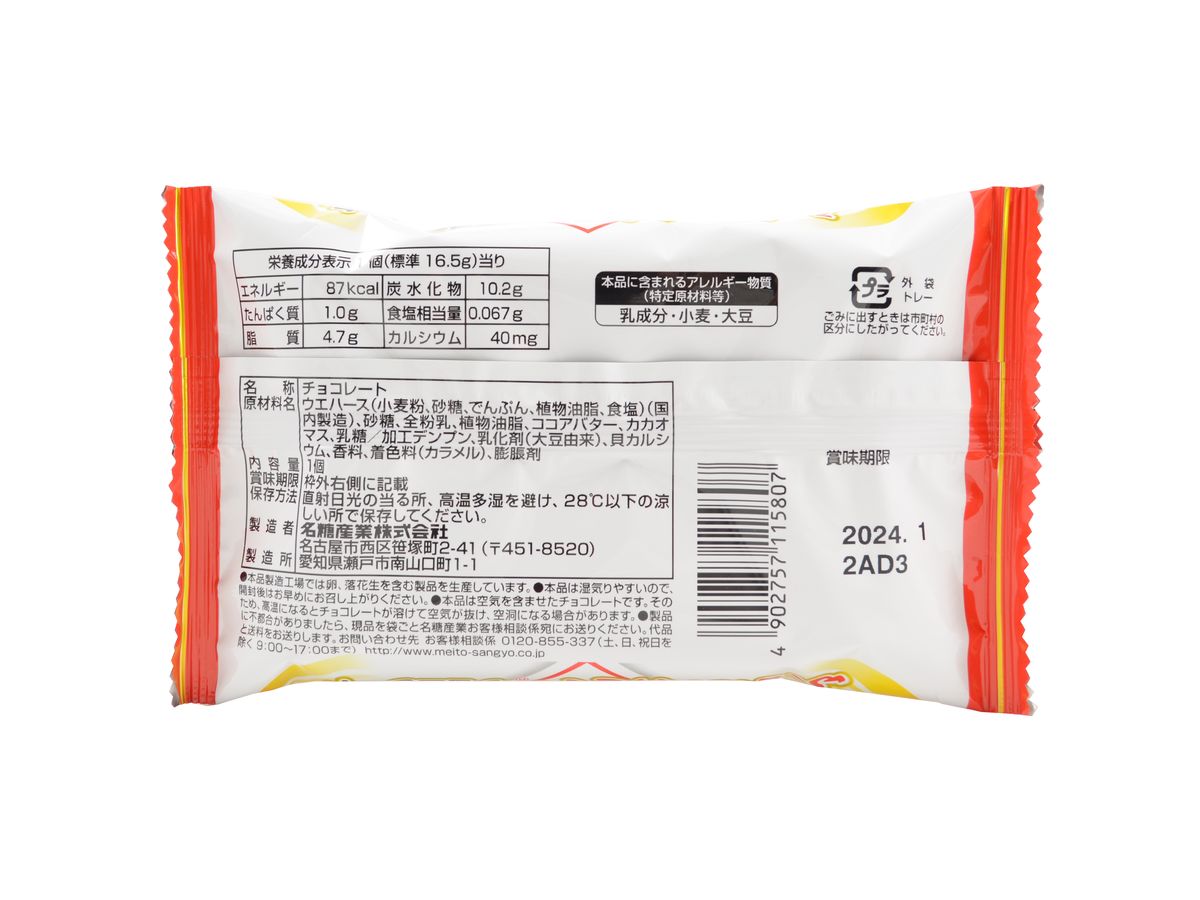 栄養成分表示 1個(標準 16.5g)当り
エネルギー 87kcal 炭水化物 10.2g
たんぱく質 1.0g 食塩相当量 0.067g
脂質 4.7g カルシウム 40mg
本品に含まれるアレルギー物質
(特定原材料等)
乳成分・小麦・大豆
プラ
外袋
トレー
ごみに出すときは市町村の
区分にしたがってください。
名称 チョコレート
原材料名 ウエハース(小麦粉、砂糖、でんぷん、植物油脂、食塩)(国
内製造)、砂糖、全粉乳、植物油脂、ココアバター、カカオ
マス、乳糖/加工デンプン、乳化剤(大豆由来)、貝カルシ
ウム、香料、着色料(カラメル)、膨脹剤
内容量 1個
賞味期限 枠外右側に記載
保存方法 直射日光の当る所、高温多湿を避け、28℃以下の涼
しい所で保存してください。
製造者 名糖産業株式会社
名古屋市西区笹塚町2-41(〒451-8520)
製造所 愛知県瀬戸市南山口町1-1
●本品製造工場では卵、落花生を含む製品を生産しています。●本品は湿気りやすいので、
開封後はお早めにお召し上がりください。●本品は空気を含ませたチョコレートです。その
ため、高温になるとチョコレートが溶けて空気が抜け、空洞になる場合があります。●製品
に不都合がありましたら、現品を袋ごと名糖産業お客様相談係宛にお送りください。代品
と送料をお送りします。お問い合わせ先 お客様相談係 0120-855-337(土、日、祝日を
除く 9:00〜17:00まで) http://www.meito-sangyo.co.jp
4 902757 115807
賞味期限
2024. 1
2AD3